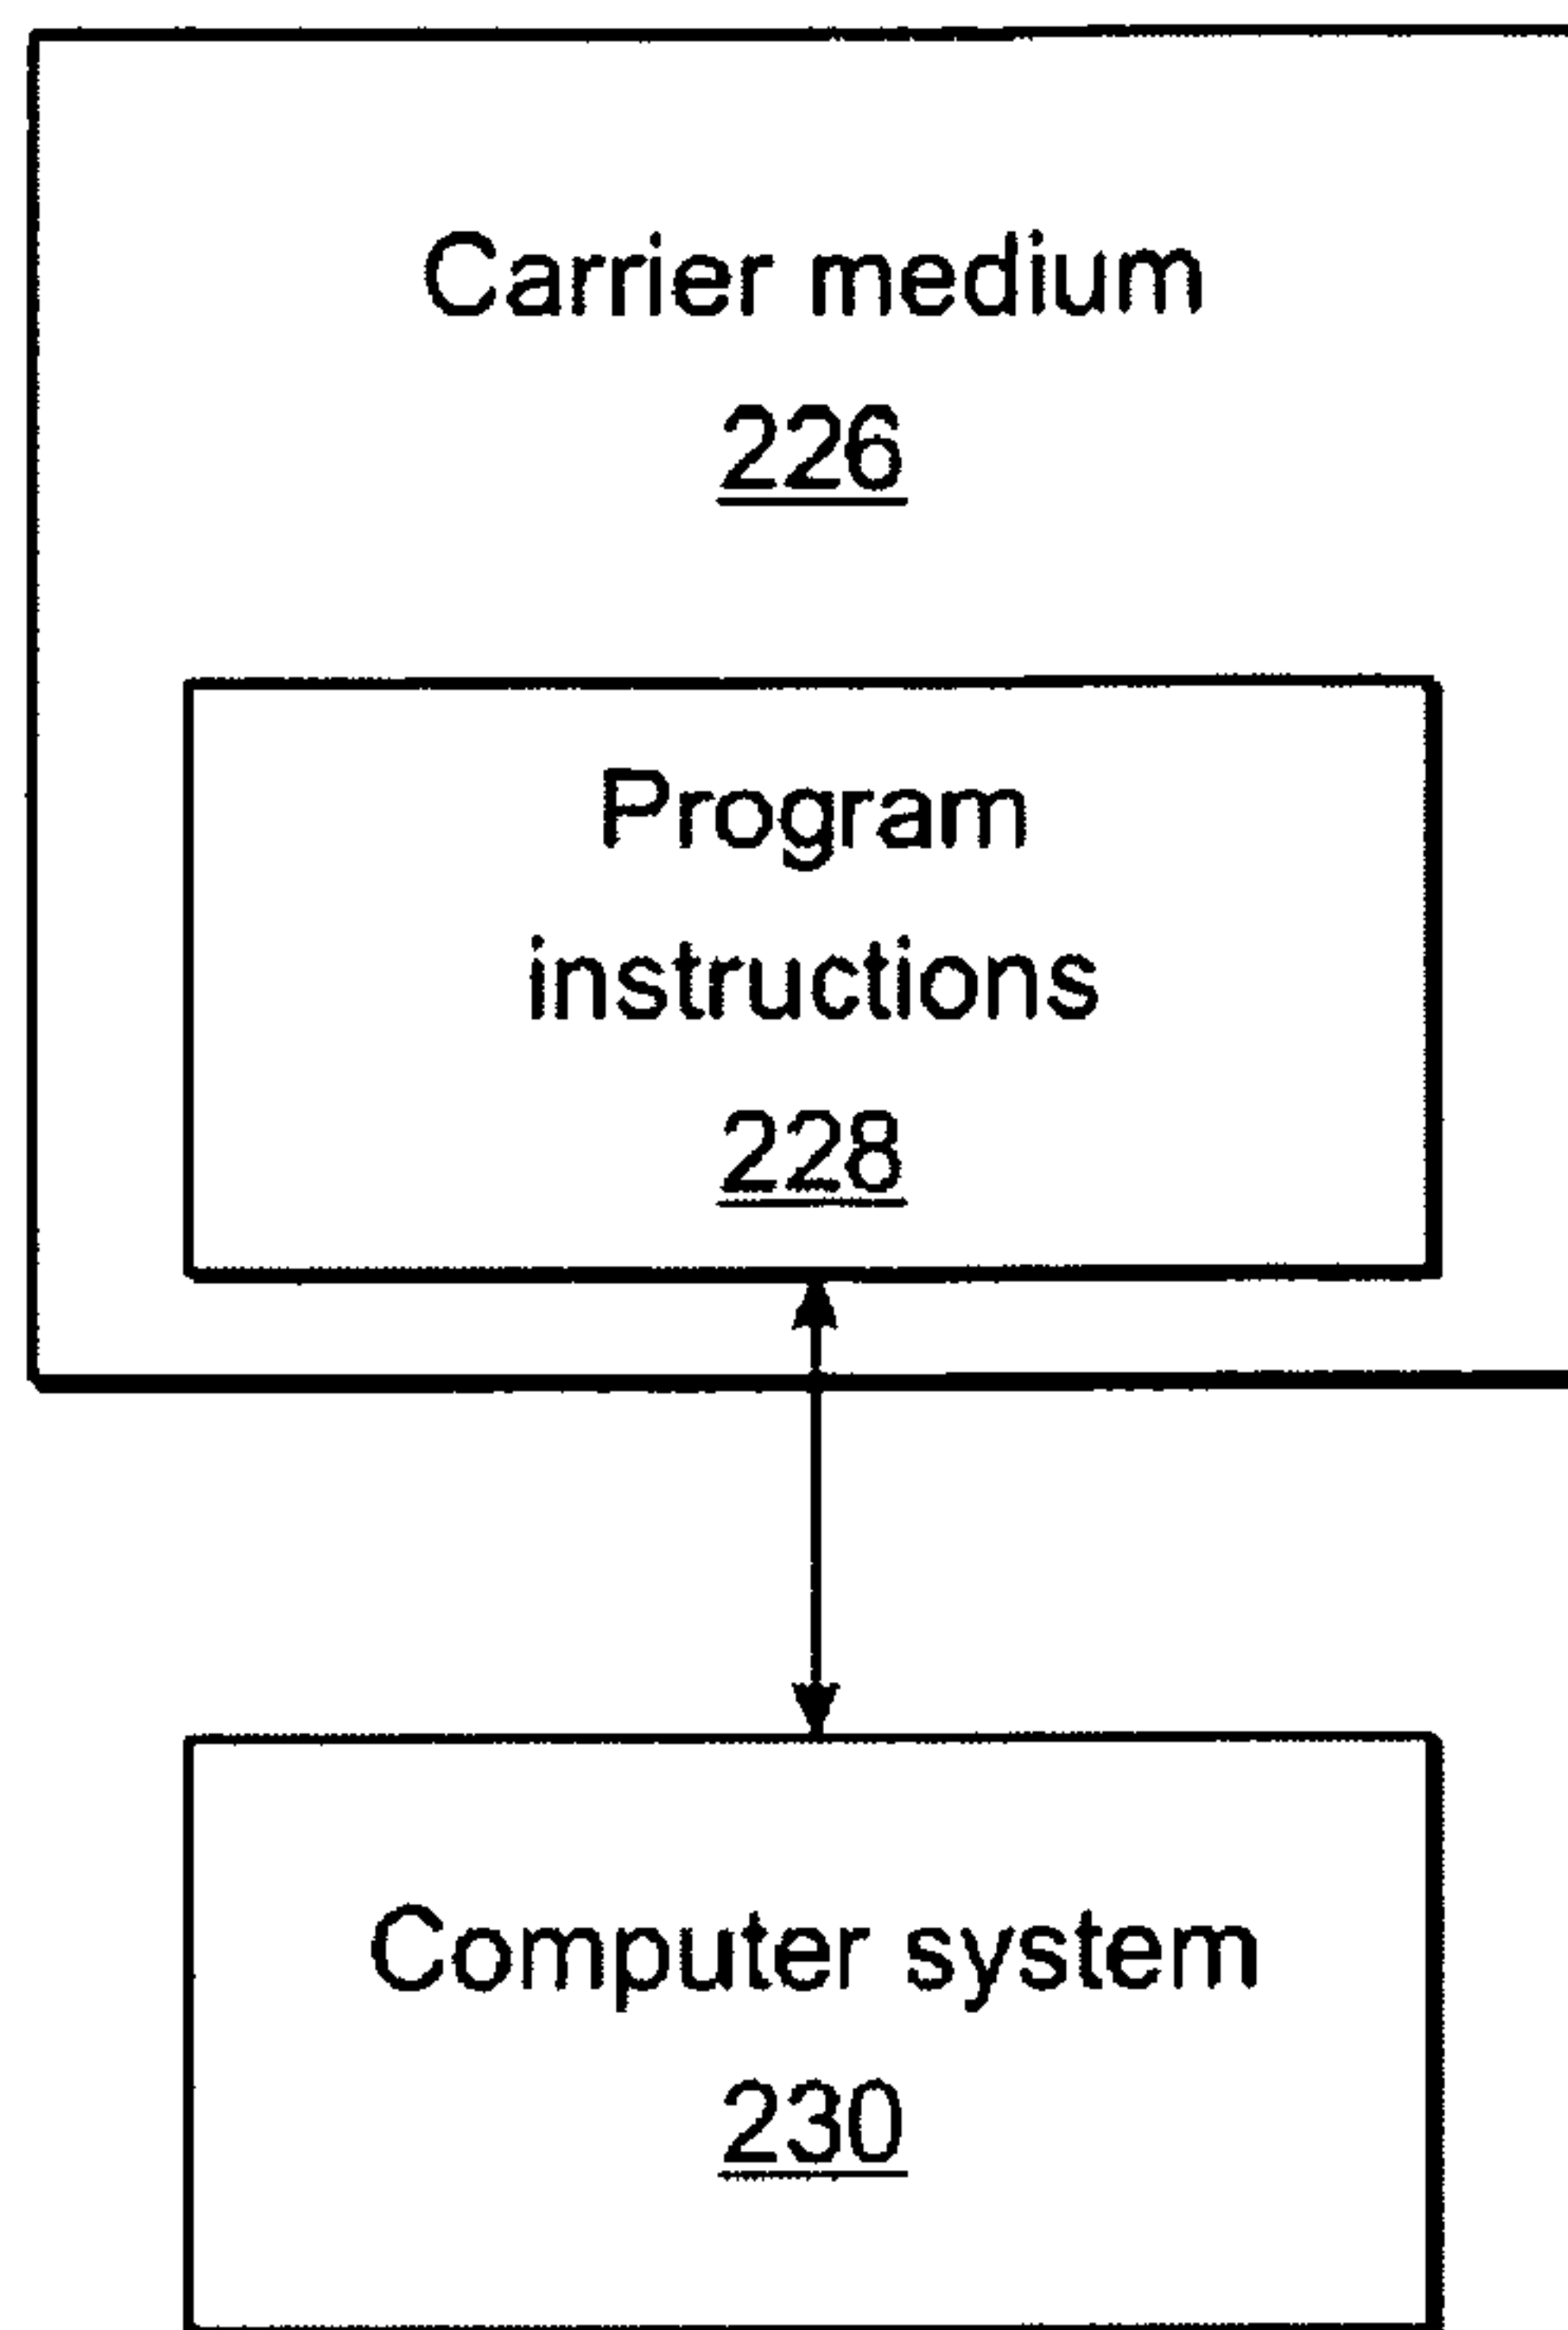 Carrier medium
226
Program
instructions
228
Computer system
230